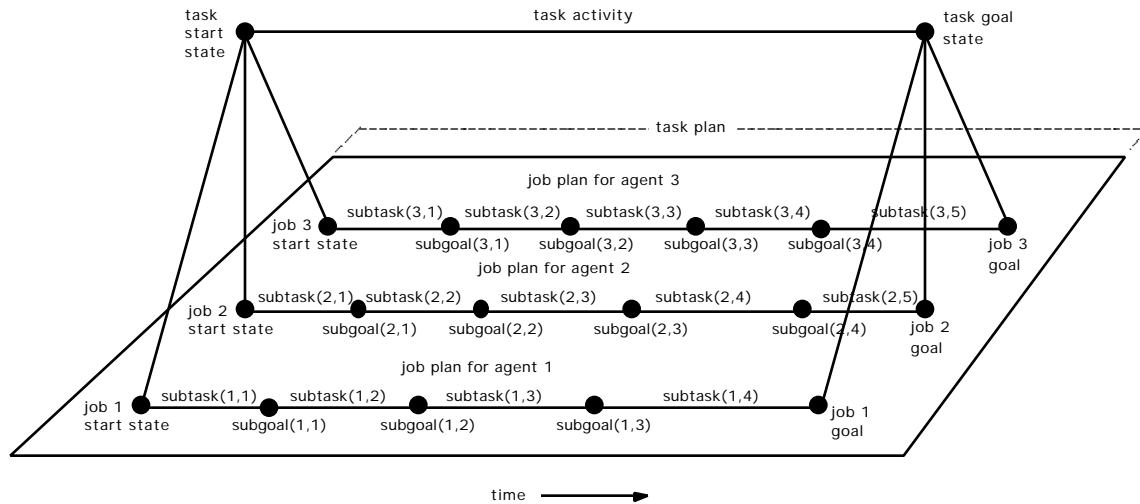 task activity
task
start
state
task goal
state
task plan
job plan for agent 3
subtask(3,1) subtask(3,2) subtask(3,3) subtask(3,4) subtask(3,5)
job 3
start state
subgoal(3,1) subgoal(3,2) subgoal(3,3) subgoal(3,4)
job 3
goal
job plan for agent 2
subtask(2,1) subtask(2,2) subtask(2,3) subtask(2,4) subtask(2,5)
job 2
start state
subgoal(2,1) subgoal(2,2) subgoal(2,3) subgoal(2,4)
job 2
goal
job plan for agent 1
subtask(1,1) subtask(1,2) subtask(1,3) subtask(1,4)
job 1
start state
subgoal(1,1) subgoal(1,2) subgoal(1,3)
job 1
goal
time